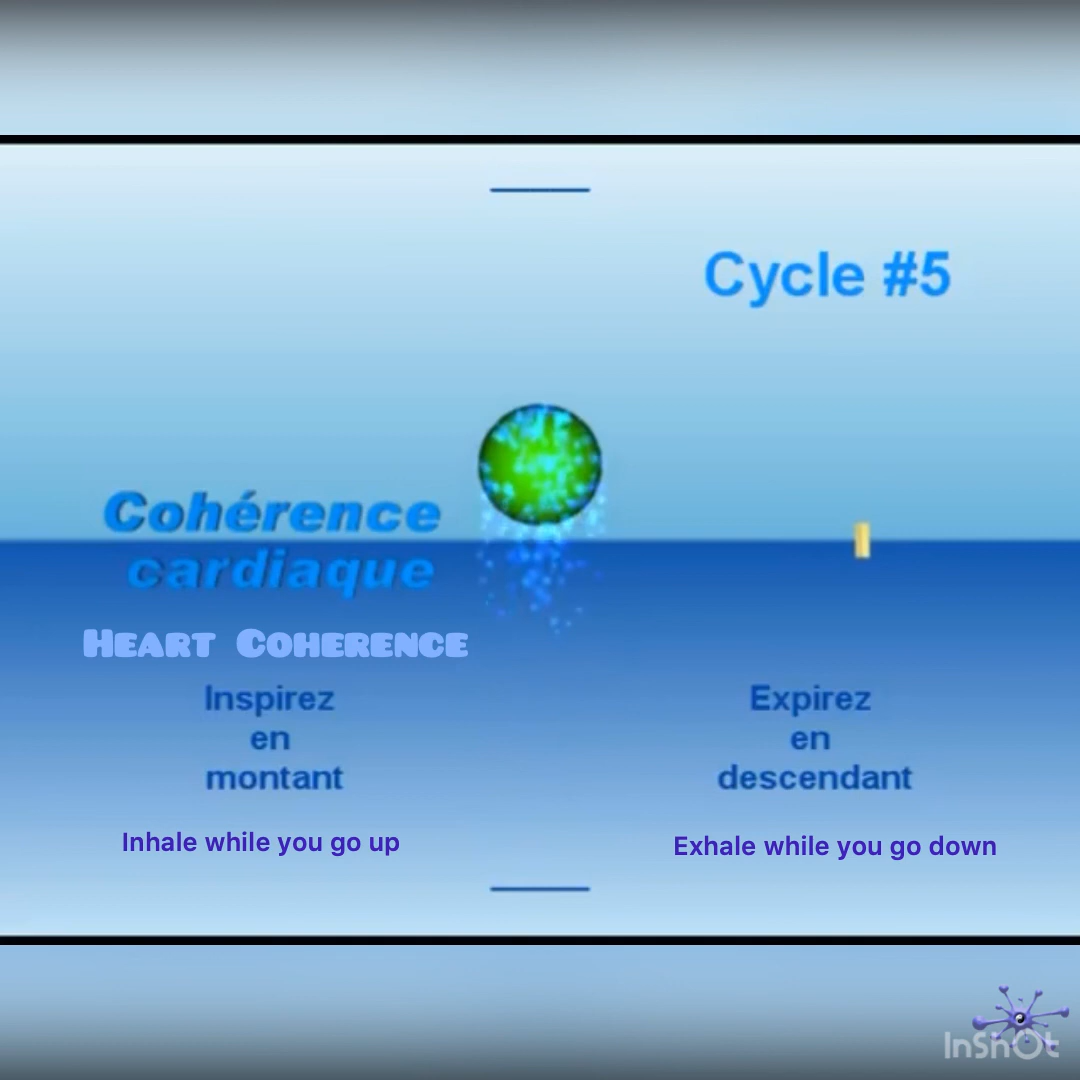 Cycle #5
Cohérence
cardiaque
HEART COHERENCE
Inspirez
en
montant
Expirez
en
descendant
Inhale while you go up
Exhale while you go down
InShOt